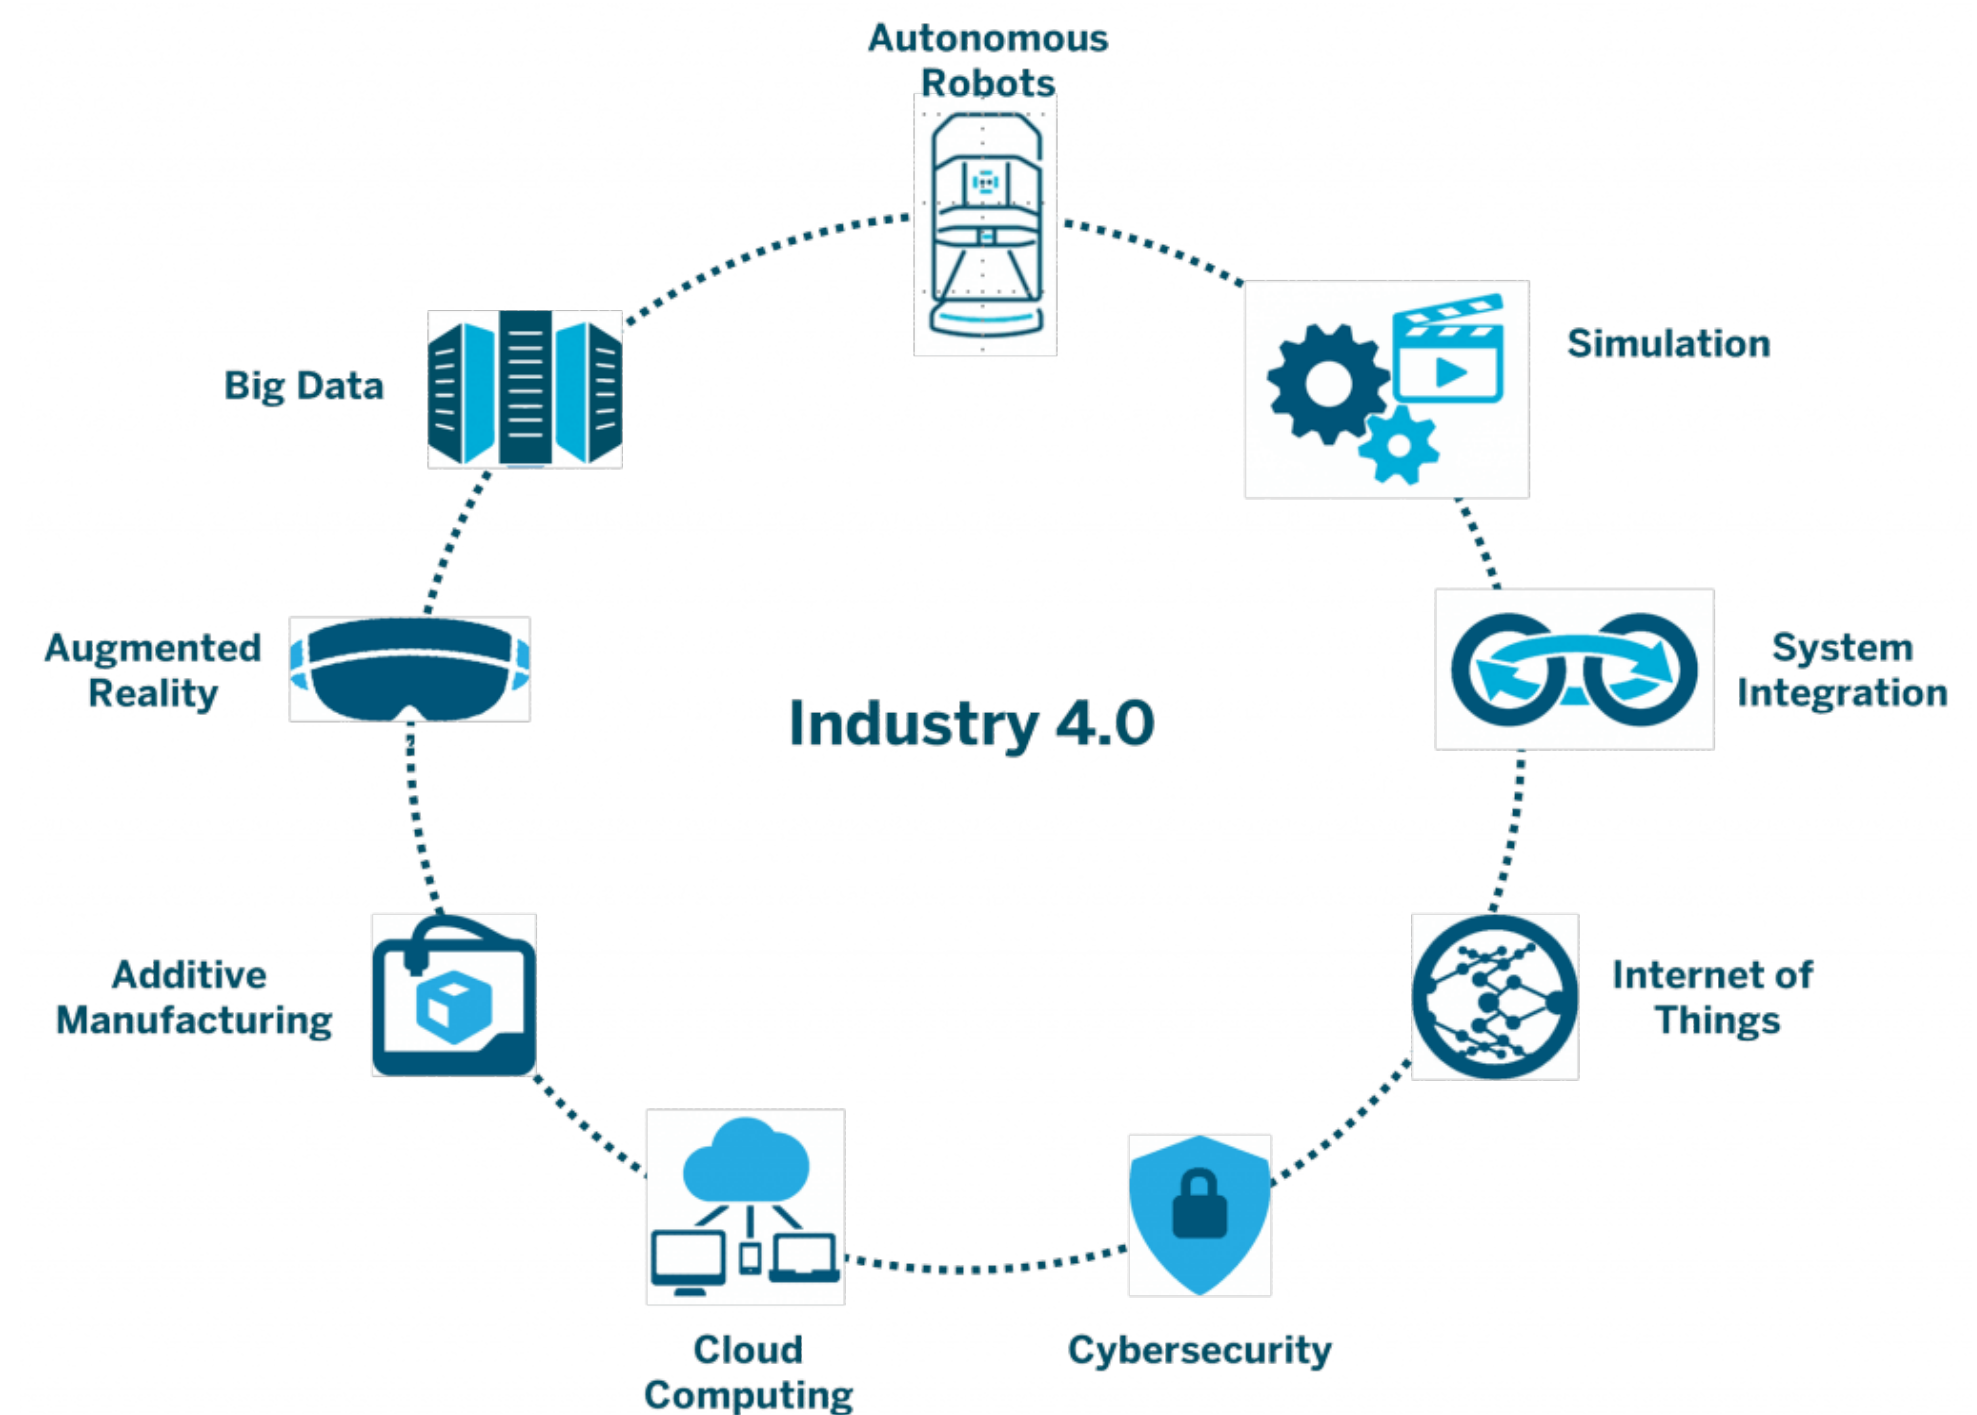 Autonomous
Robots
Simulation
Big Data
System
Integration
Augmented
Reality
Industry 4.0
Internet of
Things
Additive
Manufacturing
Cybersecurity
Cloud
Computing